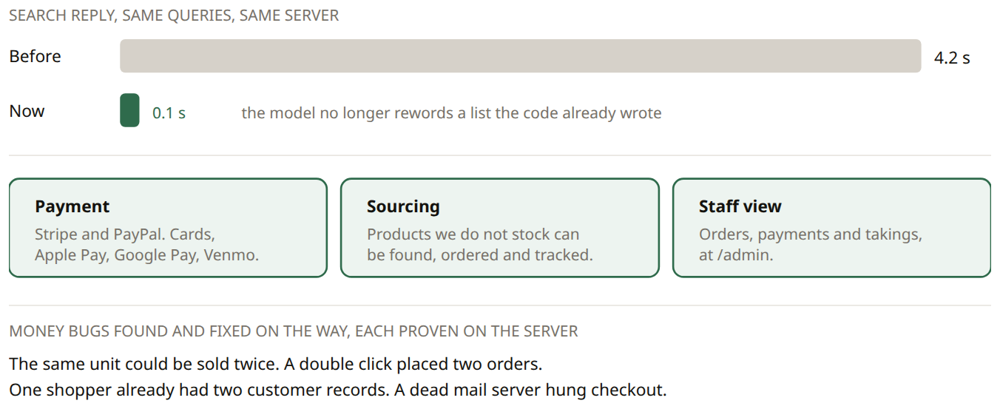 SEARCH REPLY, SAME QUERIES, SAME SERVER
Before
4.2 s
Now
0.1 s
the model no longer rewords a list the code already wrote
Payment
Stripe and PayPal. Cards,
Apple Pay, Google Pay, Venmo.
Sourcing
Products we do not stock can
be found, ordered and tracked.
Staff view
Orders, payments and takings,
at /admin.
MONEY BUGS FOUND AND FIXED ON THE WAY, EACH PROVEN ON THE SERVER
The same unit could be sold twice. A double click placed two orders.
One shopper already had two customer records. A dead mail server hung checkout.